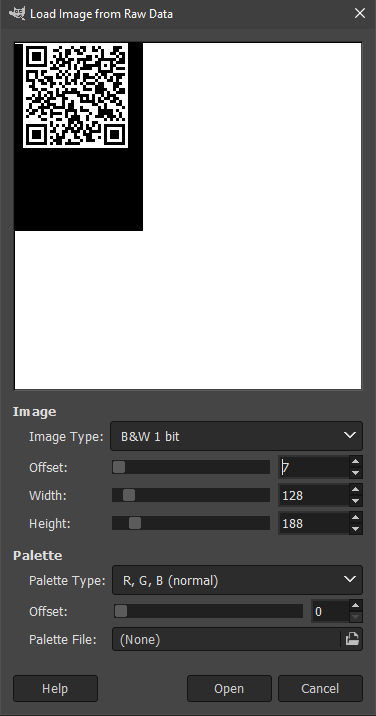 Load Image from Raw Data
Image
Image Type: B&W 1 bit
Offset: 7
Width: 128
Height: 188
Palette
Palette Type: R, G, B (normal)
Offset: 0
Palette File: (None)
Help Open Cancel